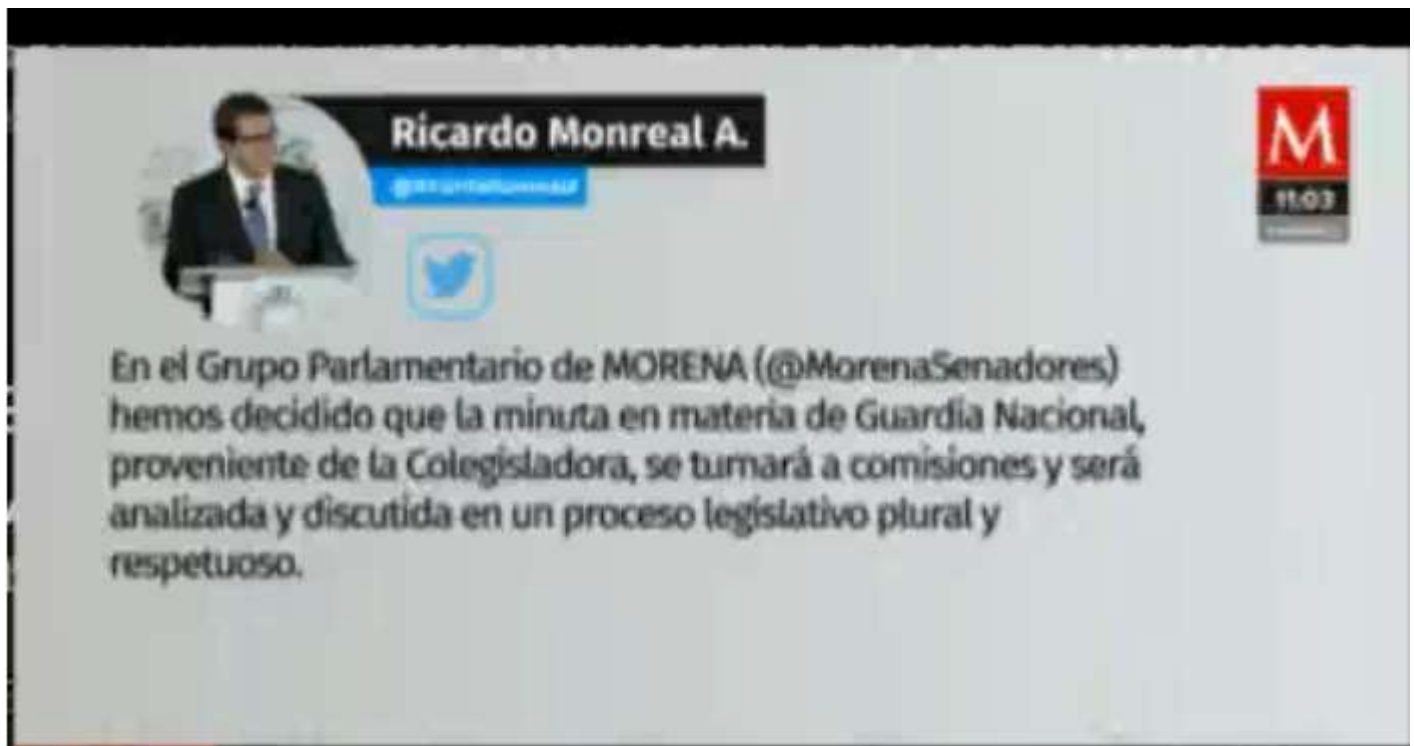 Ricardo Monreal A.
M
11:03
En el Grupo Parlamentario de MORENA (@MorenaSenadores)
hemos decidido que la minuta en materia de Guardia Nacional,
proveniente de la Colegisladora, se turnará a comisiones y será
analizada y discutida en un proceso legislativo plural y
respetuoso.